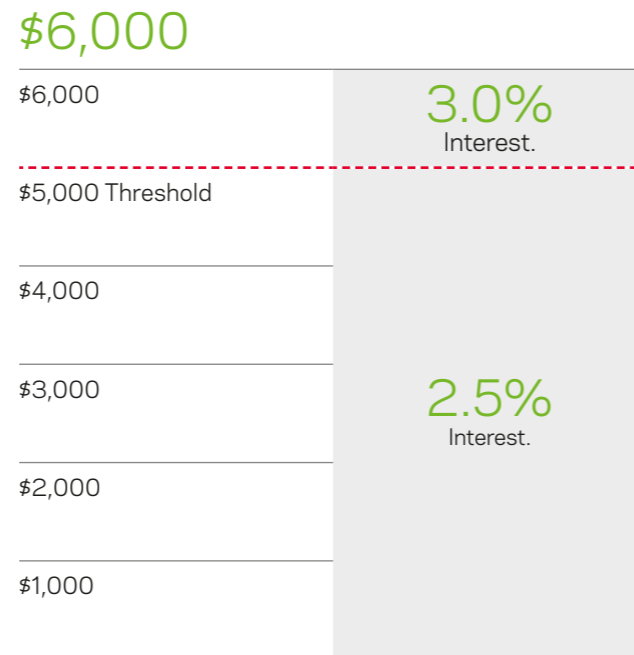 $6,000
$6,000
3.0%
Interest.
$5,000 Threshold
$4,000
$3,000
2.5%
Interest.
$2,000
$1,000